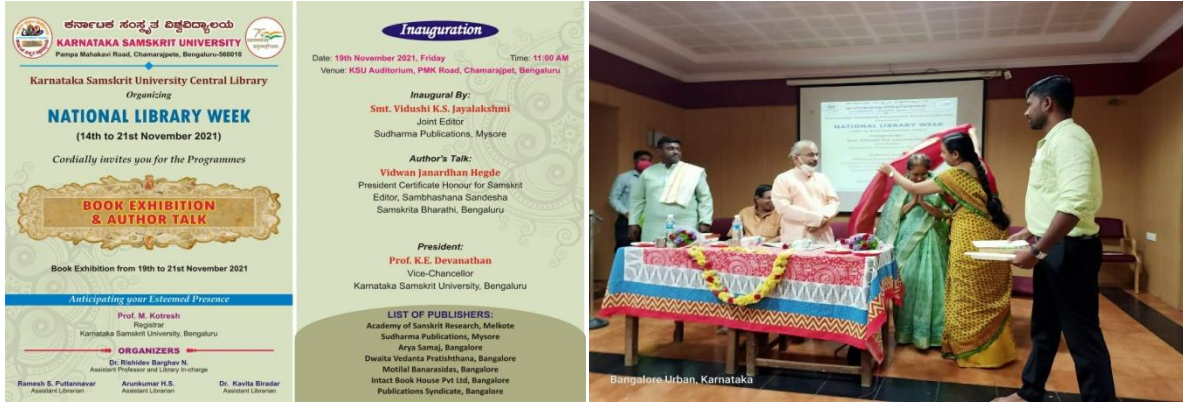 ಕರ್ನಾಟಕ ಸಂಸ್ಕೃತ ವಿಶ್ವವಿದ್ಯಾಲಯ
KARNATAKA SAMSKRIT UNIVERSITY
Pampa Mahakavi Road, Chamarajpete, Bengaluru-560018
Karnataka Samskrit University Central Library
Organizing
NATIONAL LIBRARY WEEK
(14th to 21st November 2021)
Cordially invites you for the Programmes
BOOK EXHIBITION
& AUTHOR TALK
Book Exhibition from 19th to 21st November 2021
Anticipating your Esteemed Presence
Prof. M. Kotresh
Registrar
Karnataka Samskrit University, Bengaluru
ORGANIZERS
Dr. Rishidev Barghav N.
Assistant Professor and Library In-charge
Ramesh S. Puttannavar Arunkumar H.S. Dr. Kavita Biradar
Assistant Librarian Assistant Librarian Assistant Librarian
Inauguration
Date: 19th November 2021, Friday Time: 11:00 AM
Venue: KSU Auditorium, PMK Road, Chamarajpet, Bengaluru
Inaugural By:
Smt. Vidushi K.S. Jayalakshmi
Joint Editor
Sudharma Publications, Mysore
Author's Talk:
Vidwan Janardhan Hegde
President Certificate Honour for Samskrit
Editor, Sambhashana Sandesha
Samskrita Bharathi, Bengaluru
President:
Prof. K.E. Devanathan
Vice-Chancellor
Karnataka Samskrit University, Bengaluru
LIST OF PUBLISHERS:
Academy of Sanskrit Research, Melkote
Sudharma Publications, Mysore
Arya Samaj, Bangalore
Dwaita Vedanta Pratishthana, Bangalore
Motilal Banarasidas, Bangalore
Intact Book House Pvt Ltd, Bangalore
Publications Syndicate, Bangalore
NATIONAL LIBRARY WEEK
Bangalore Urban, Karnataka